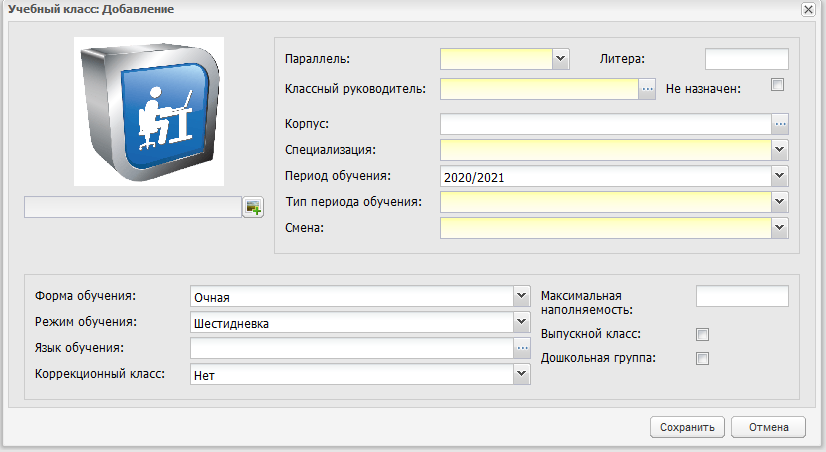 Учебный класс: Добавление
Параллель: Литера:
Классный руководитель: Не назначен:
Корпус:
Специализация:
Период обучения: 2020/2021
Тип периода обучения:
Смена:
Форма обучения: Очная
Режим обучения: Шестидневка
Язык обучения:
Коррекционный класс: Нет
Максимальная
наполняемость:
Выпускной класс:
Дошкольная группа:
Сохранить Отмена